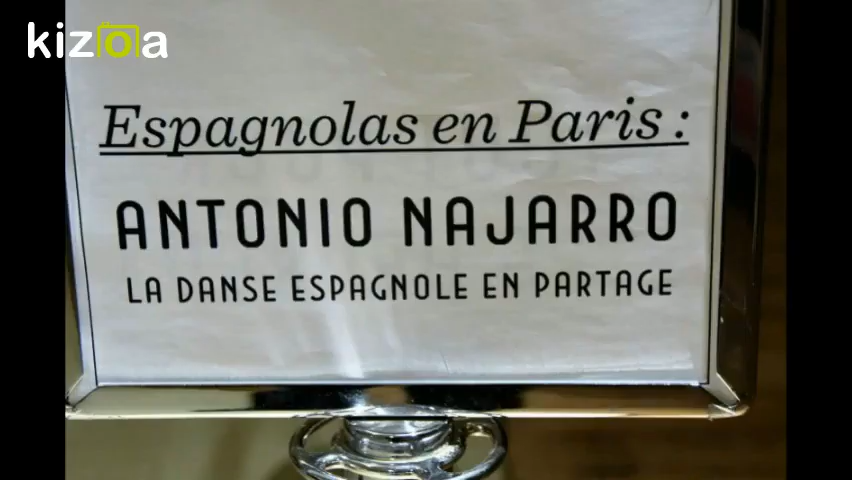 kizoa
Espagnolas en Paris :
ANTONIO NAJARRO
LA DANSE ESPAGNOLE EN PARTAGE